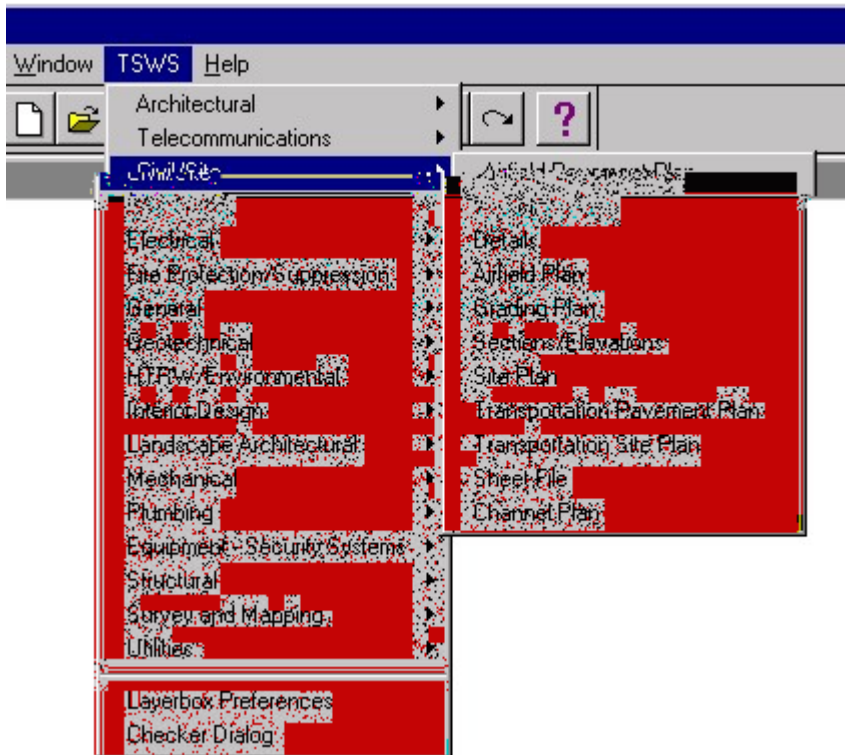 Window TSWS Help
?
Architectural
Telecommunications
Civil/Site
Airfield Pavement Plan
Electrical
Details
Fire Protection/Suppression
Airfield Plan
General
Grading Plan
Geotechnical
Sections/Elevations
HTRW/Environmental
Site Plan
Interior Design
Transportation Pavement Plan
Landscape Architectural
Transportation Site Plan
Mechanical
Sheet File
Plumbing
Channel Plan
Equipment - Security Systems
Structural
Survey and Mapping
Utilities
Layerbox Preferences
Checker Dialog